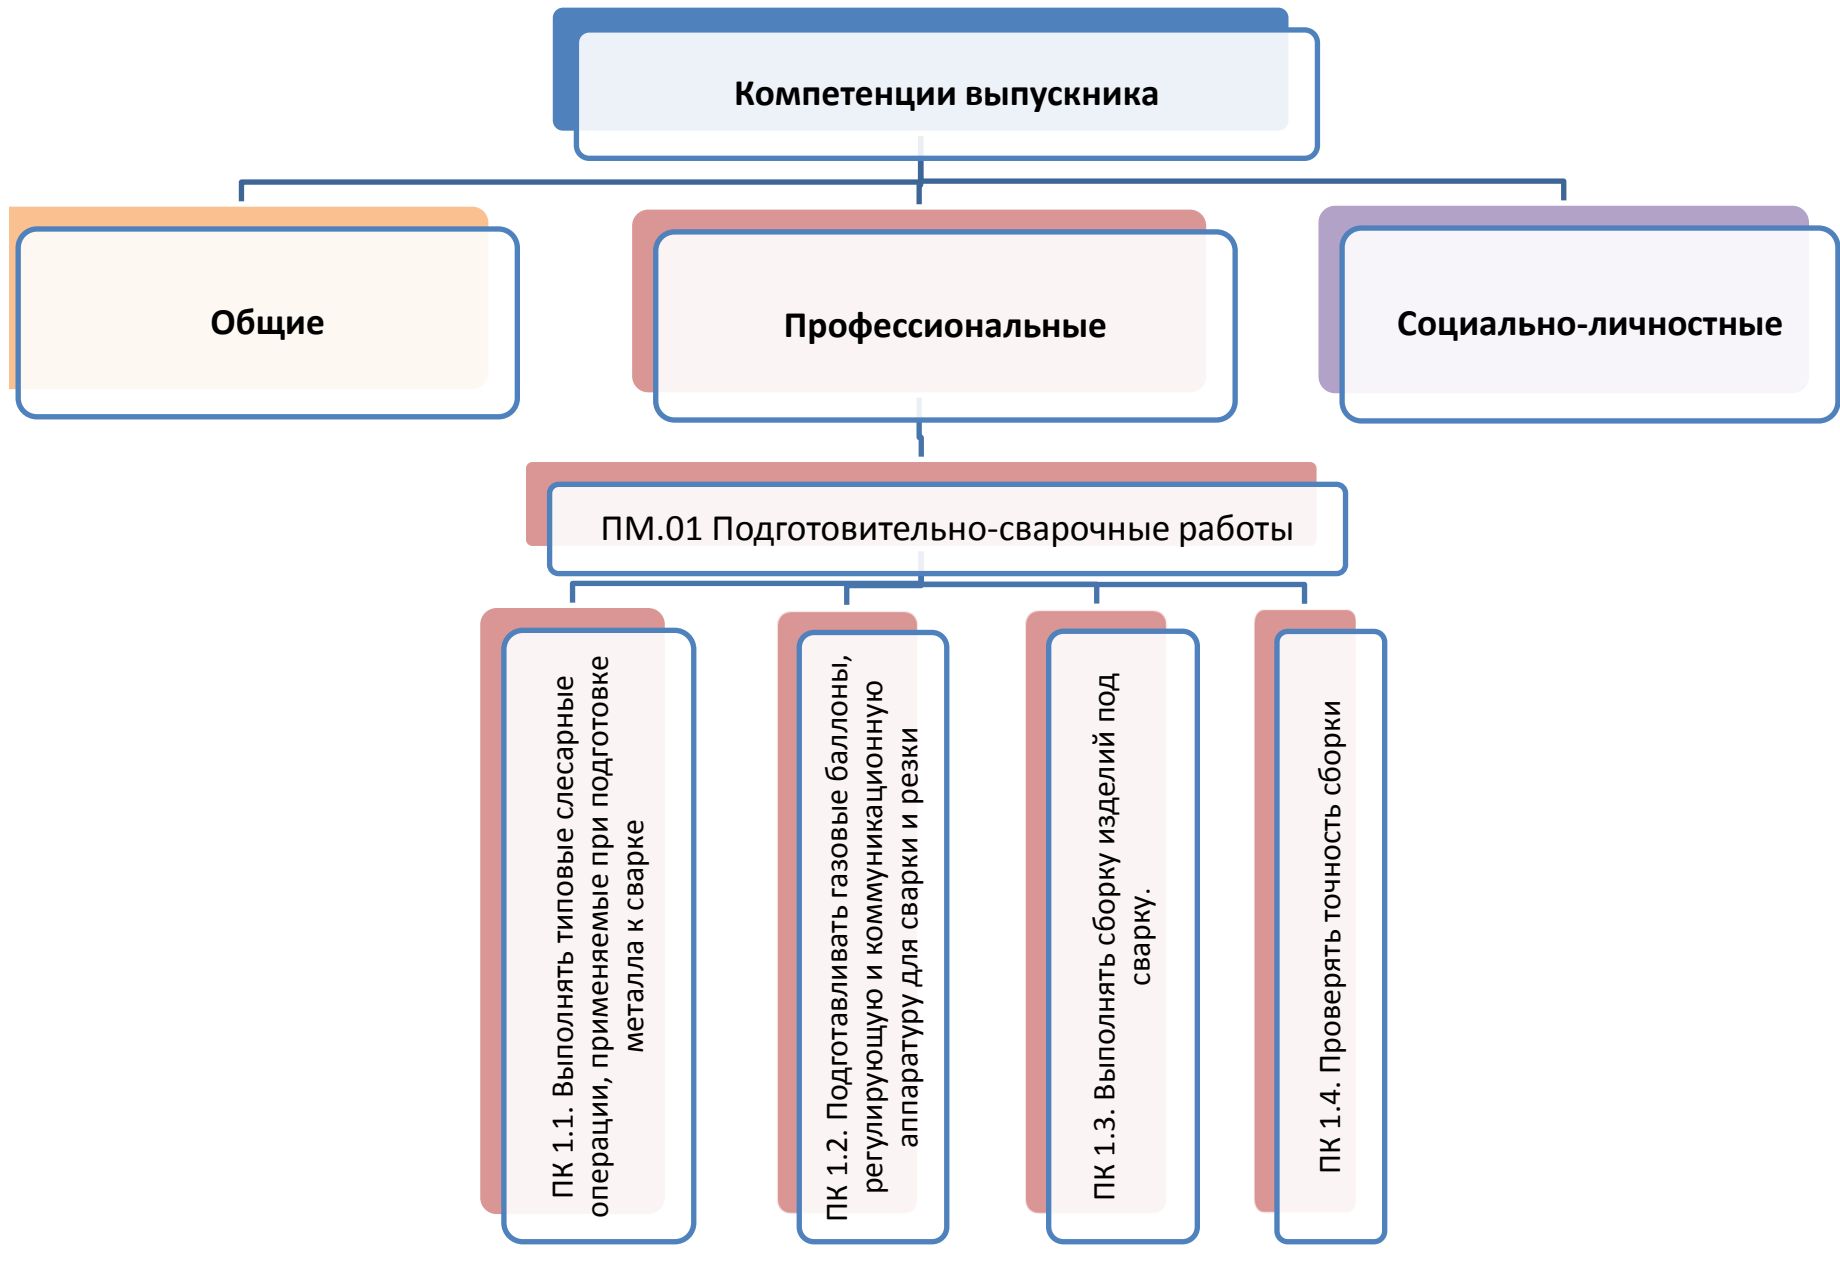 Компетенции выпускника
Общие
Профессиональные
Социально-личностные
ПМ.01 Подготовительно-сварочные работы
ПК 1.1. Выполнять типовые слесарные
операции, применяемые при подготовке
металла к сварке
ПК 1.2. Подготавливать газовые баллоны,
регулирующую и коммуникационную
аппаратуру для сварки и резки
ПК 1.3. Выполнять сборку изделий под
сварку.
ПК 1.4. Проверять точность сборки